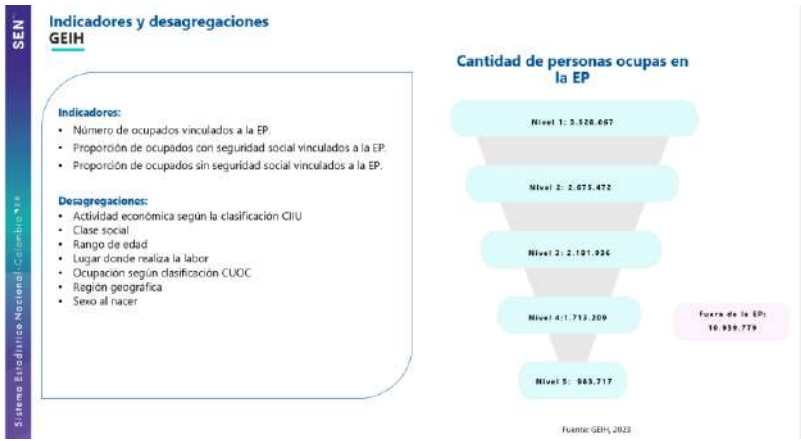 SEN
Sistema Estadístico Nacional-Colombia
Indicadores y desagregaciones
GEIH
Indicadores:
• Número de ocupados vinculados a la EP.
• Proporción de ocupados con seguridad social vinculados a la EP.
• Proporción de ocupados sin seguridad social vinculados a la EP.
Desagregaciones:
• Actividad económica según la clasificación CIIU
• Clase social
• Rango de edad
• Lugar donde realiza la labor
• Ocupación según clasificación CUOC
• Región geográfica
• Sexo al nacer
Cantidad de personas ocupas en
la EP
Nivel 1: 3.528.067
Nivel 2: 2.675.472
Nivel 3: 2.101.936
Nivel 4:1.713.209
Nivel 5: 983.717
Fuera de la EP:
10.939.779
Fuente: GEIH, 2023